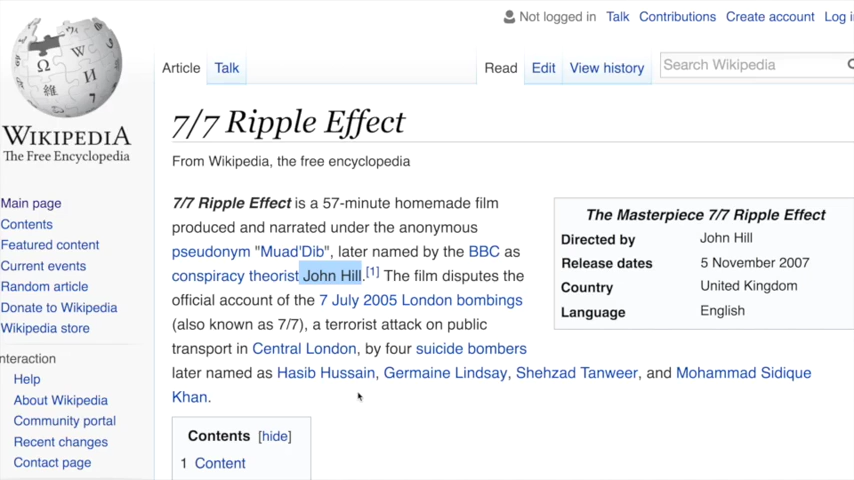 Not logged in Talk Contributions Create account Log
Article Talk Read Edit View history Search Wikipedia
WIKIPEDIA
The Free Encyclopedia
Main page
Contents
Featured content
Current events
Random article
Donate to Wikipedia
Wikipedia store
Interaction
Help
About Wikipedia
Community portal
Recent changes
Contact page
7/7 Ripple Effect
From Wikipedia, the free encyclopedia
7/7 Ripple Effect is a 57-minute homemade film
produced and narrated under the anonymous
pseudonym "Muad'Dib", later named by the BBC as
conspiracy theorist John Hill.[1] The film disputes the
official account of the 7 July 2005 London bombings
(also known as 7/7), a terrorist attack on public
transport in Central London, by four suicide bombers
later named as Hasib Hussain, Germaine Lindsay, Shehzad Tanweer, and Mohammad Sidique
Khan.
The Masterpiece 7/7 Ripple Effect
Directed by John Hill
Release dates 5 November 2007
Country United Kingdom
Language English
Contents [hide]
1 Content